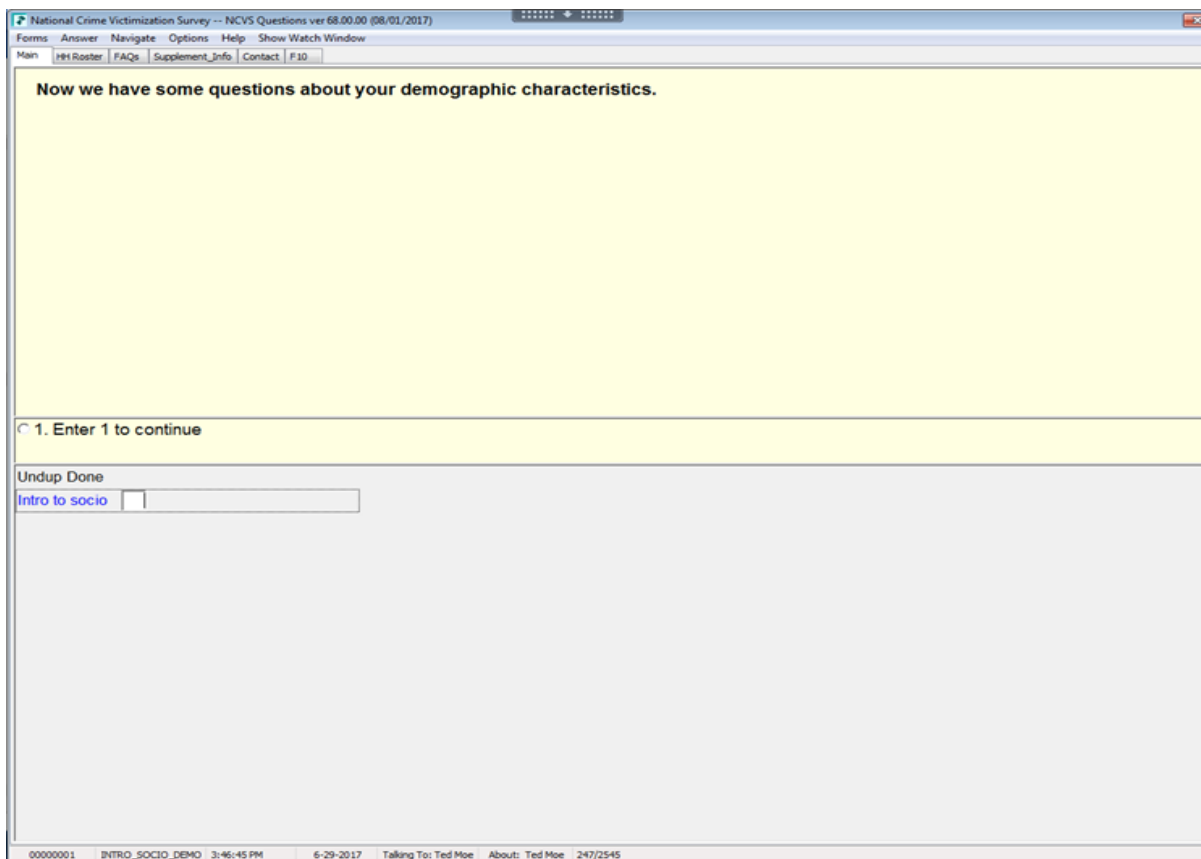 National Crime Victimization Survey -- NCVS Questions ver 68.00.00 (08/01/2017)
Forms Answer Navigate Options Help Show Watch Window
Main HH Roster FAQs Supplement_Info Contact F10
Now we have some questions about your demographic characteristics.
1. Enter 1 to continue
Undup Done
Intro to socio
00000001 INTRO_SOCIO_DEMO 3:46:45 PM 6-29-2017 Talking To: Ted Moe About: Ted Moe 247/2545